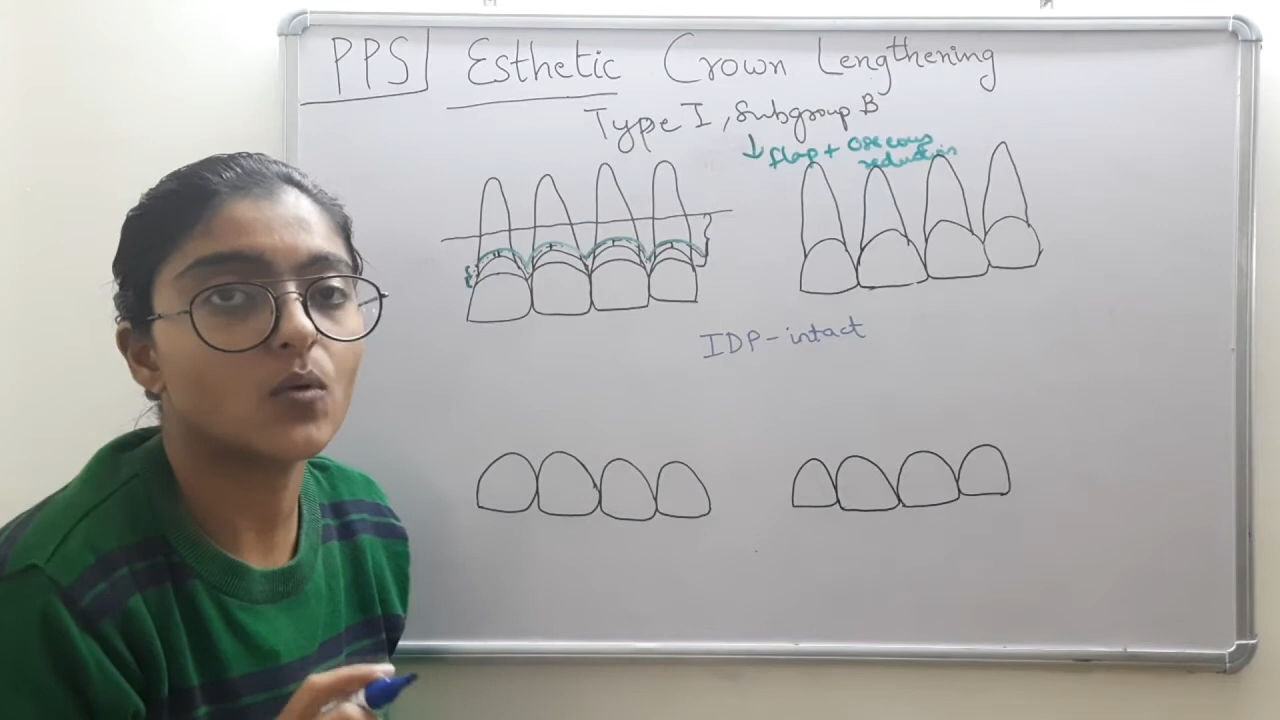 PPS Esthetic Crown Lengthening
Type I, Subgroup B
↓ flap + osseous
reduction
IDP-intact